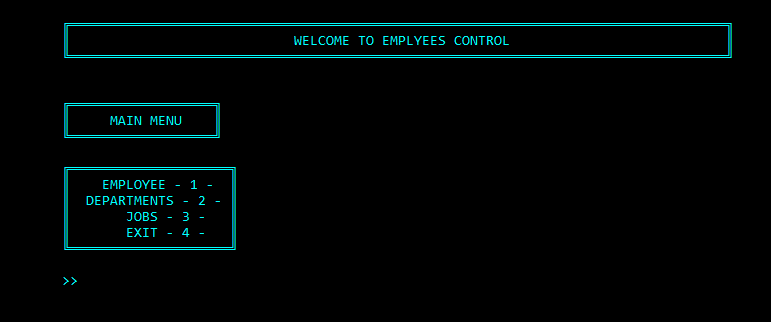 WELCOME TO EMPLYEES CONTROL
MAIN MENU
EMPLOYEE - 1 -
DEPARTMENTS - 2 -
JOBS - 3 -
EXIT - 4 -
>>